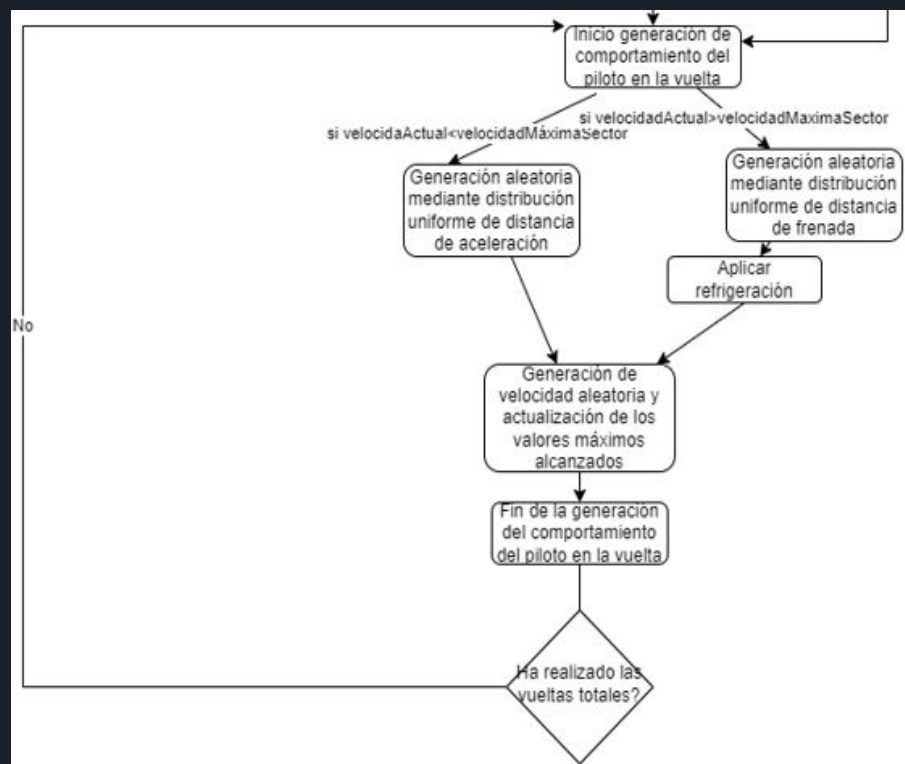 Inicio generación de
comportamiento del
piloto en la vuelta
si velocidaActual<velocidadMáximaSector
si velocidadActual>velocidadMaximaSector
Generación aleatoria
mediante distribución
uniforme de distancia
de aceleración
Generación aleatoria
mediante distribución
uniforme de distancia
de frenada
Aplicar
refrigeración
No
Generación de
velocidad aleatoria y
actualización de los
valores máximos
alcanzados
Fin de la generación
del comportamiento
del piloto en la vuelta
Ha realizado las
vueltas totales?